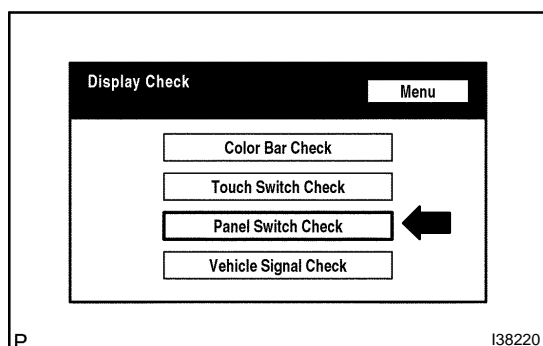 Display Check
Menu
Color Bar Check
Touch Switch Check
Panel Switch Check
Vehicle Signal Check
P
I38220